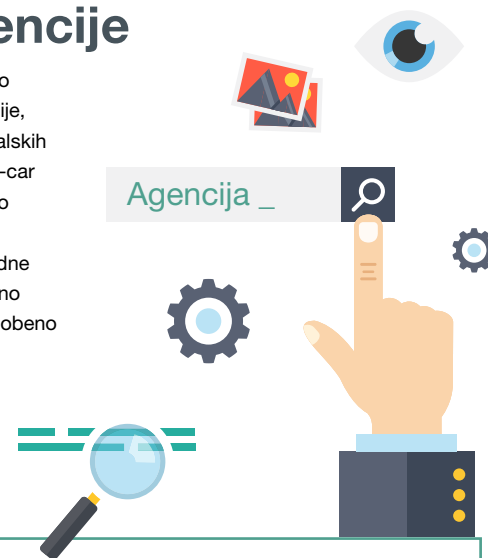 encije
o
ije,
alskih
-car
o
dne
no
obeno
Agencija _